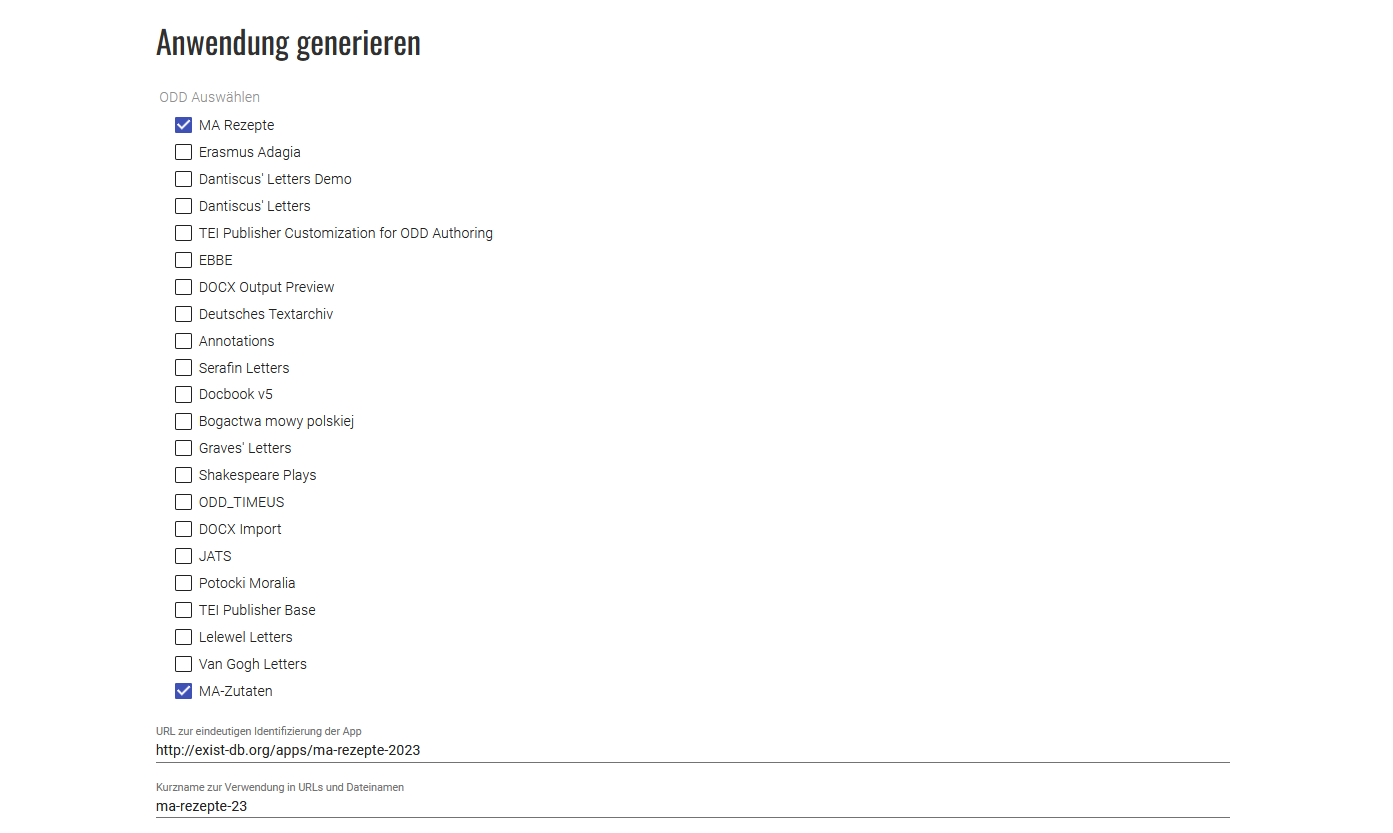 Anwendung generieren
ODD Auswählen
MA Rezepte
Erasmus Adagia
Dantiscus' Letters Demo
Dantiscus' Letters
TEI Publisher Customization for ODD Authoring
EBBE
DOCX Output Preview
Deutsches Textarchiv
Annotations
Serafin Letters
Docbook v5
Bogactwa mowy polskiej
Graves' Letters
Shakespeare Plays
ODD_TIMEUS
DOCX Import
JATS
Potocki Moralia
TEI Publisher Base
Lelewel Letters
Van Gogh Letters
MA-Zutaten
URL zur eindeutigen Identifizierung der App
http://exist-db.org/apps/ma-rezepte-2023
Kurzname zur Verwendung in URLs und Dateinamen
ma-rezepte-23